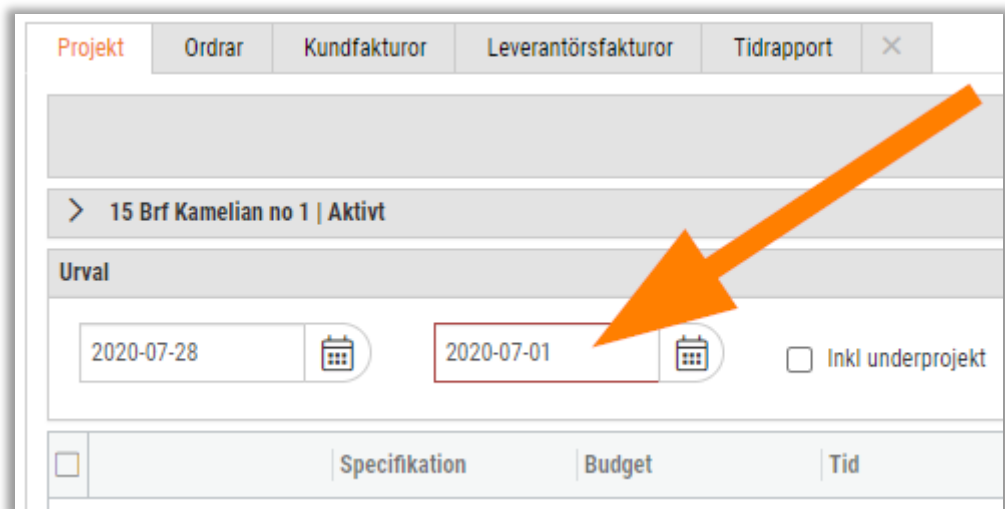 Projekt Ordrar Kundfakturor Leverantörsfakturor Tidrapport
15 Brf Kamelian no 1 | Aktivt
Urval
2020-07-28 2020-07-01 Inkl underprojekt
Specifikation Budget Tid